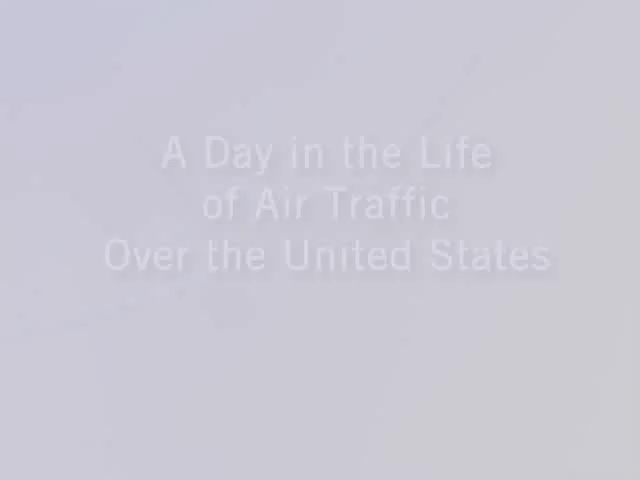 A Day in the Life
of Air Traffic
Over the United States